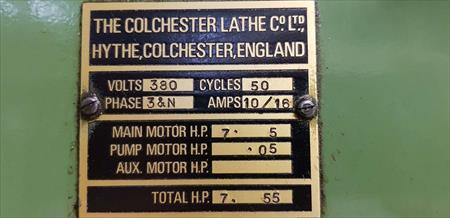 THE COLCHESTER LATHE CO LTD.,
HYTHE, COLCHESTER, ENGLAND
VOLTS 380 CYCLES 50
PHASE 3&N AMPS 10/16
MAIN MOTOR H.P. 7. 5
PUMP MOTOR H.P. .05
AUX. MOTOR H.P.
TOTAL H.P. 7. 55